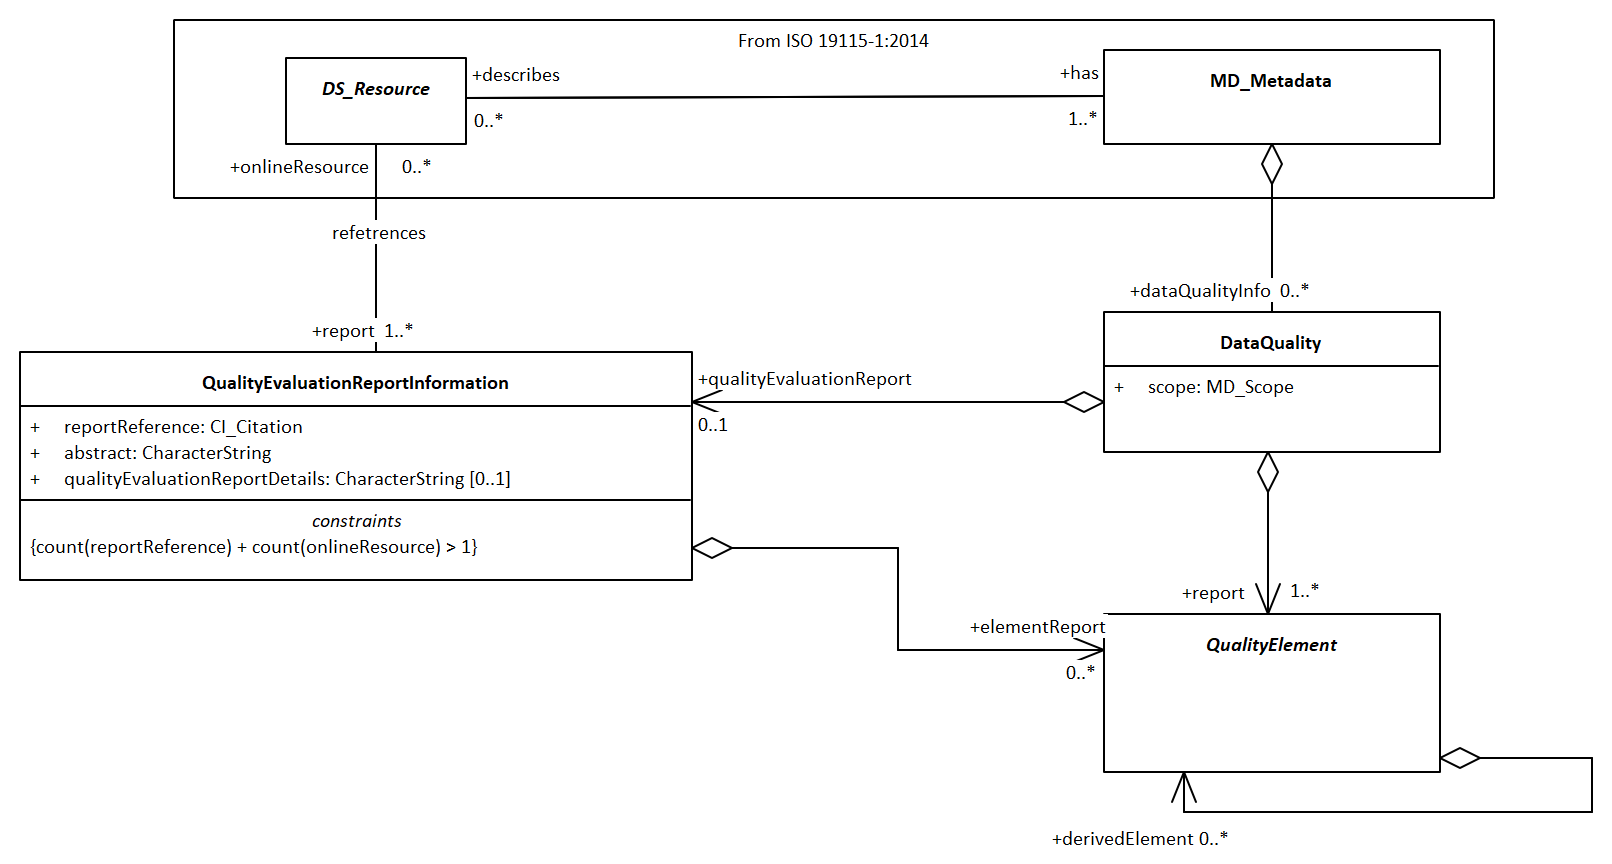 From ISO 19115-1:2014
DS_Resource
+describes
0..*
+has
1..*
MD_Metadata
+onlineResource 0..*
refetrences
+report 1..*
+dataQualityInfo 0..*
QualityEvaluationReportInformation
+ reportReference: CI_Citation
+ abstract: CharacterString
+ qualityEvaluationReportDetails: CharacterString [0..1]
constraints
{count(reportReference) + count(onlineResource) > 1}
+qualityEvaluationReport
0..1
DataQuality
+ scope: MD_Scope
+report 1..*
+elementReport
0..*
QualityElement
+derivedElement 0..*